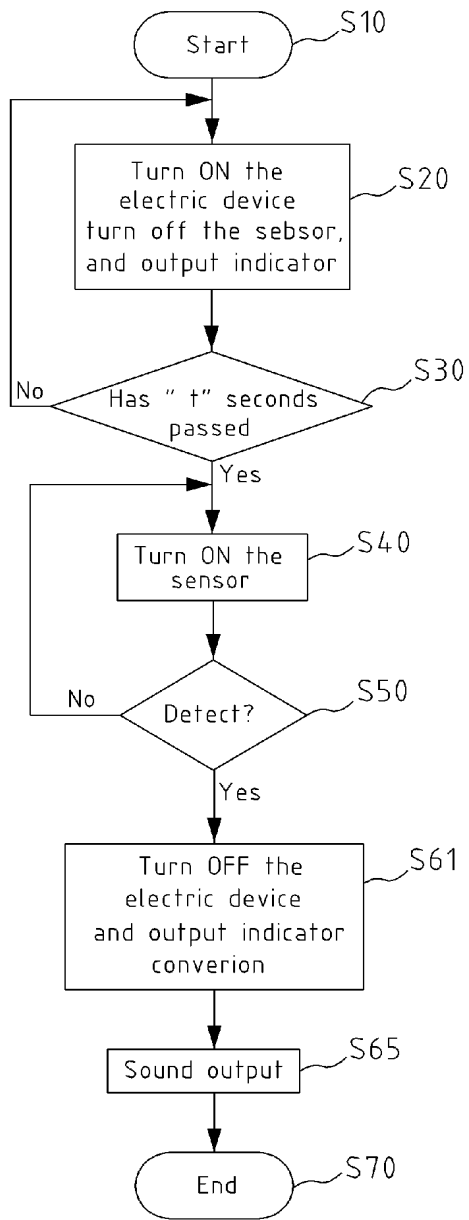 Start
S10
Turn ON the
electric device
turn off the sebsor,
and output indicator
S20
Has " t" seconds
passed
S30
No
Yes
Turn ON the
sensor
S40
Detect?
S50
No
Yes
Turn OFF the
electric device
and output indicator
converion
S61
Sound output
S65
End
S70